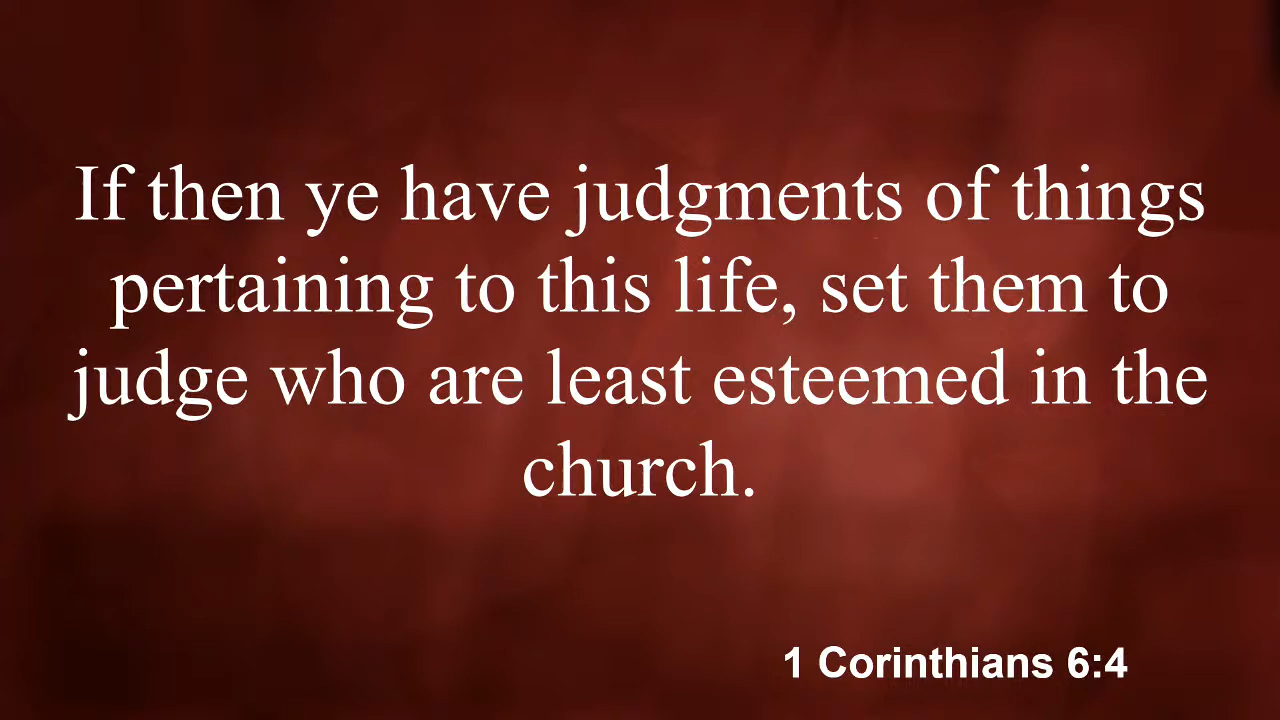 If then ye have judgments of things
pertaining to this life, set them to
judge who are least esteemed in the
church.
1 Corinthians 6:4